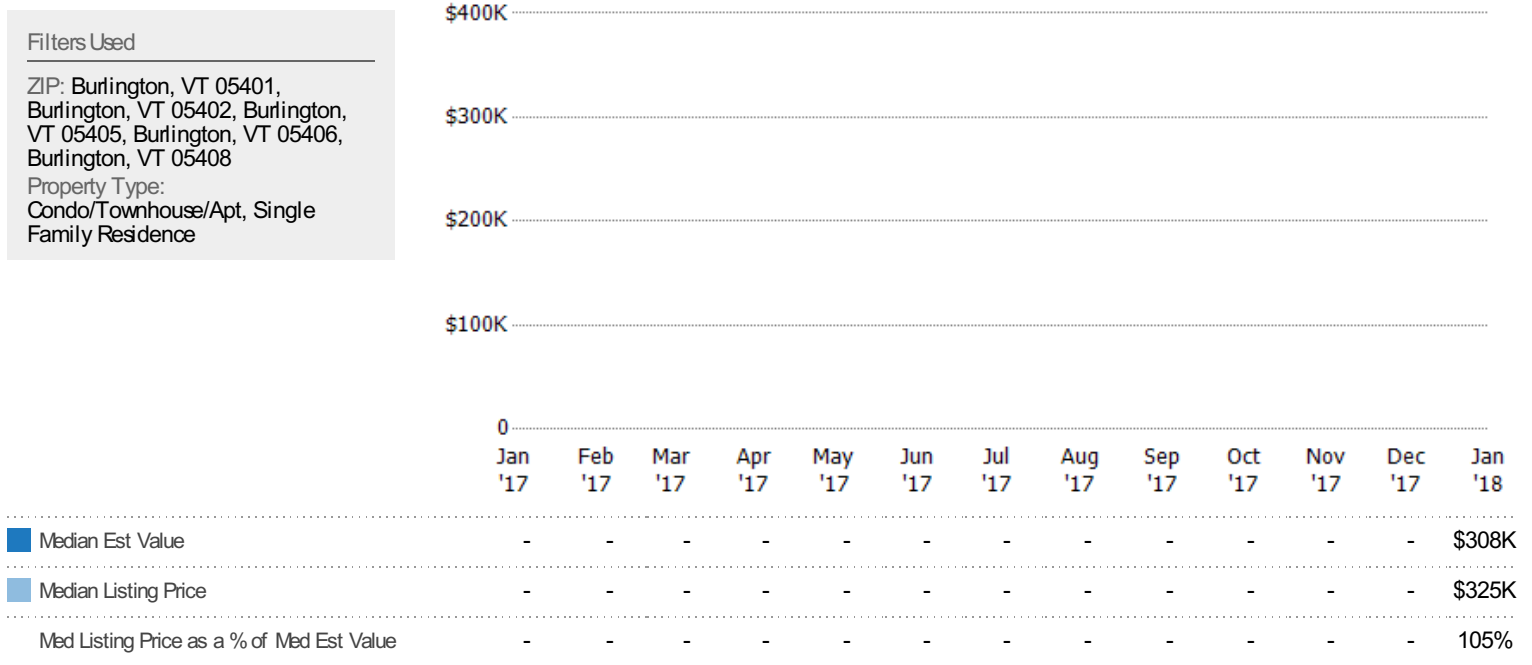 Filters Used
ZIP: Burlington, VT 05401,
Burlington, VT 05402, Burlington,
VT 05405, Burlington, VT 05406,
Burlington, VT 05408
Property Type:
Condo/Townhouse/Apt, Single
Family Residence
$400K
$300K
$200K
$100K
0
Jan Feb Mar Apr May Jun Jul Aug Sep Oct Nov Dec Jan
'17 '17 '17 '17 '17 '17 '17 '17 '17 '17 '17 '17 '18
Median Est Value - - - - - - - - - - - - $308K
Median Listing Price - - - - - - - - - - - - $325K
Med Listing Price as a % of Med Est Value - - - - - - - - - - - - 105%